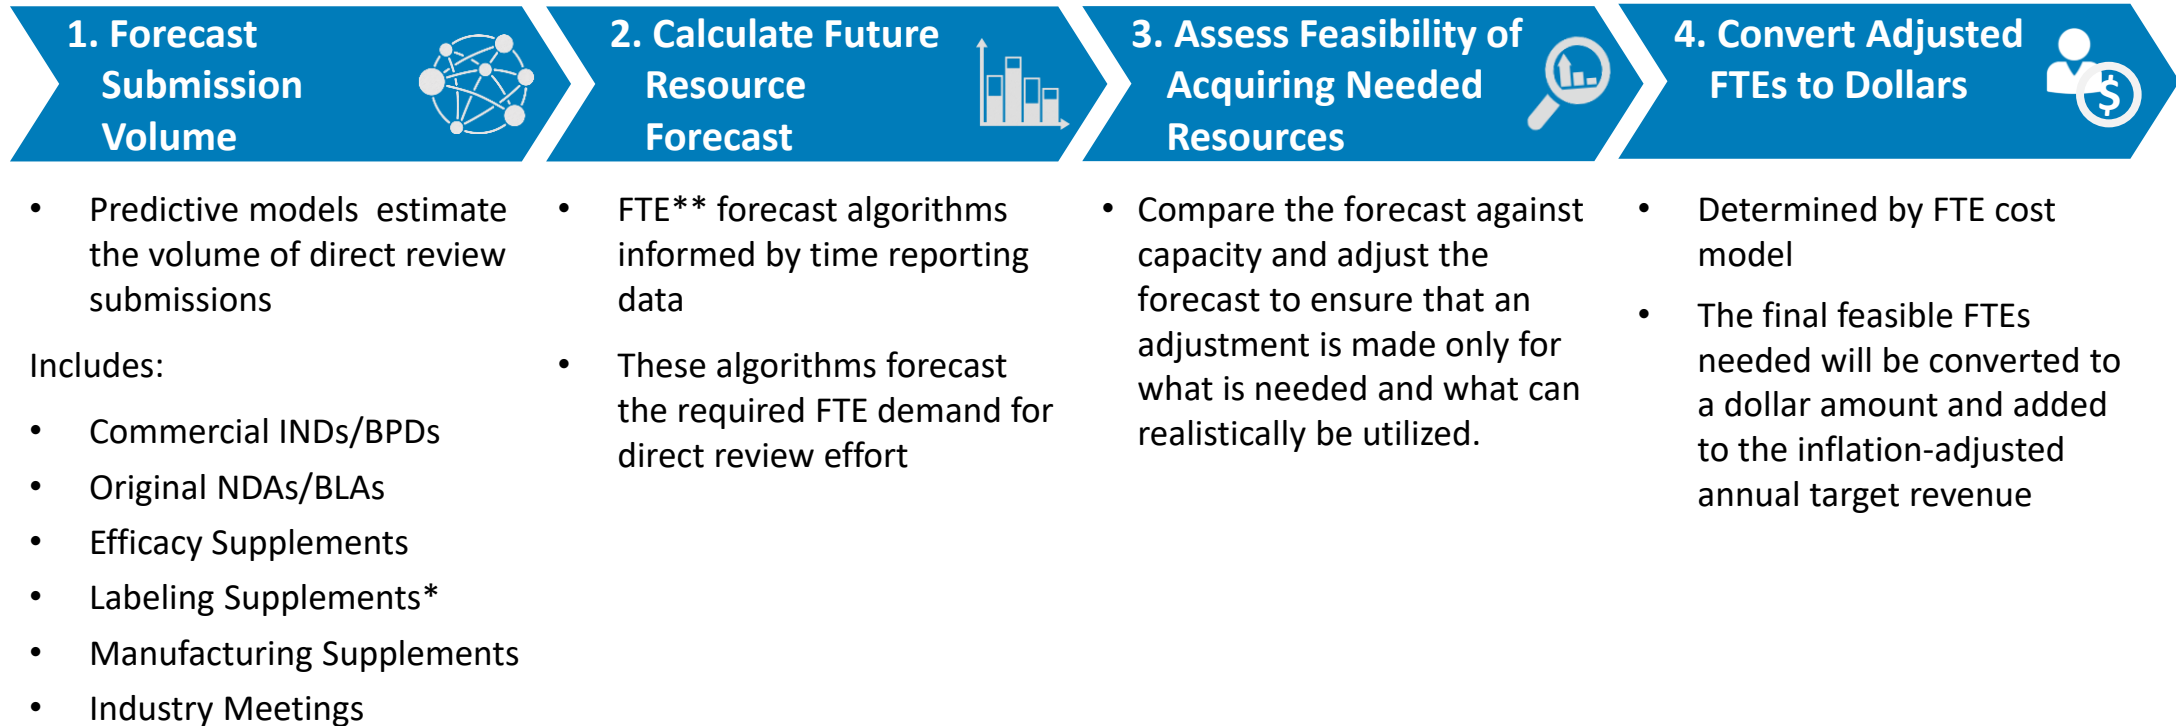 1. Forecast
Submission
Volume
2. Calculate Future
Resource
Forecast
3. Assess Feasibility of
Acquiring Needed
Resources
4. Convert Adjusted
FTEs to Dollars
$
• Predictive models estimate
the volume of direct review
submissions
Includes:
• Commercial INDs/BPDs
• Original NDAs/BLAs
• Efficacy Supplements
• Labeling Supplements*
• Manufacturing Supplements
• Industry Meetings
• FTE** forecast algorithms
informed by time reporting
data
• These algorithms forecast
the required FTE demand for
direct review effort
• Compare the forecast against
capacity and adjust the
forecast to ensure that an
adjustment is made only for
what is needed and what can
realistically be utilized.
• Determined by FTE cost
model
• The final feasible FTEs
needed will be converted to
a dollar amount and added
to the inflation-adjusted
annual target revenue